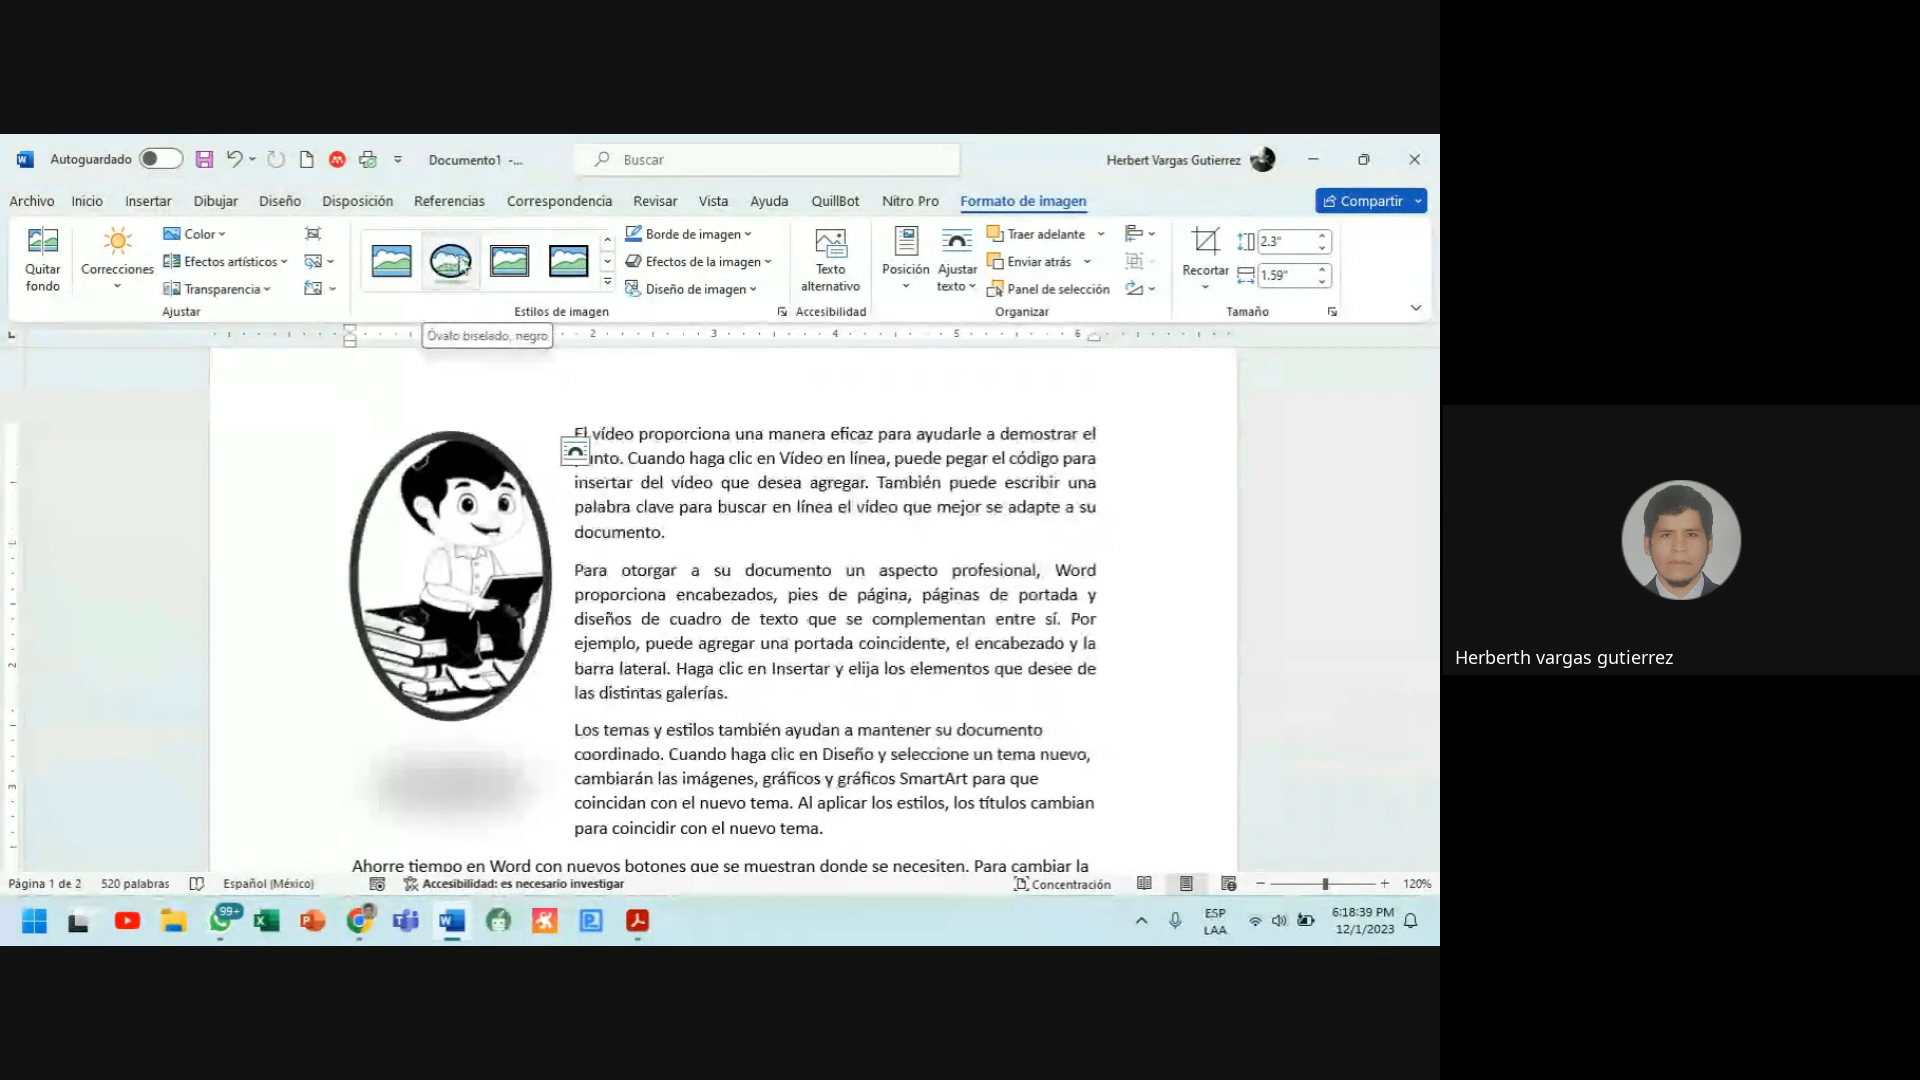 Autoguardado
Documento1 -...
Buscar
Herbert Vargas Gutierrez
Archivo Inicio Insertar Dibujar Diseño Disposición Referencias Correspondencia Revisar Vista Ayuda QuillBot Nitro Pro Formato de imagen Compartir
Quitar fondo
Correcciones
Color
Efectos artísticos
Transparencia
Ajustar
Borde de imagen
Efectos de la imagen
Diseño de imagen
Estilos de imagen
Texto alternativo
Accesibilidad
Posición
Ajustar texto
Traer adelante
Enviar atrás
Panel de selección
Organizar
Recortar
2.3"
1.59"
Tamaño
Óvalo biselado, negro
2 3 4 5 6
El vídeo proporciona una manera eficaz para ayudarle a demostrar el
unto. Cuando haga clic en Vídeo en línea, puede pegar el código para
insertar del vídeo que desea agregar. También puede escribir una
palabra clave para buscar en línea el vídeo que mejor se adapte a su
documento.
Para otorgar a su documento un aspecto profesional, Word
proporciona encabezados, pies de página, páginas de portada y
diseños de cuadro de texto que se complementan entre sí. Por
ejemplo, puede agregar una portada coincidente, el encabezado y la
barra lateral. Haga clic en Insertar y elija los elementos que desee de
las distintas galerías.
Los temas y estilos también ayudan a mantener su documento
coordinado. Cuando haga clic en Diseño y seleccione un tema nuevo,
cambiarán las imágenes, gráficos y gráficos SmartArt para que
coincidan con el nuevo tema. Al aplicar los estilos, los títulos cambian
para coincidir con el nuevo tema.
Ahorre tiempo en Word con nuevos botones que se muestran donde se necesiten. Para cambiar la
1
2
3
Página 1 de 2 520 palabras Español (México) Accesibilidad: es necesario investigar Concentración 120%
99+
ESP
LAA
6:18:39 PM
12/1/2023
Herberth vargas gutierrez